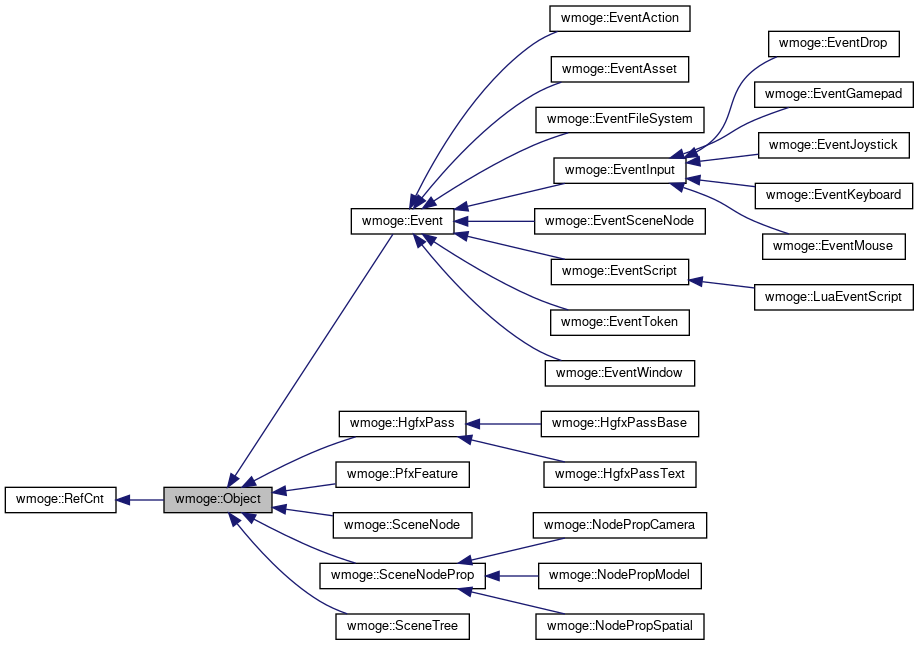 wmoge::EventAction
wmoge::EventDrop
wmoge::EventAsset
wmoge::EventGamepad
wmoge::EventFileSystem
wmoge::EventJoystick
wmoge::EventInput
wmoge::EventKeyboard
wmoge::Event
wmoge::EventSceneNode
wmoge::EventMouse
wmoge::EventScript
wmoge::LuaEventScript
wmoge::EventToken
wmoge::EventWindow
wmoge::HgfxPass
wmoge::HgfxPassBase
wmoge::PfxFeature
wmoge::HgfxPassText
wmoge::RefCnt
wmoge::Object
wmoge::SceneNode
wmoge::NodePropCamera
wmoge::SceneNodeProp
wmoge::NodePropModel
wmoge::SceneTree
wmoge::NodePropSpatial